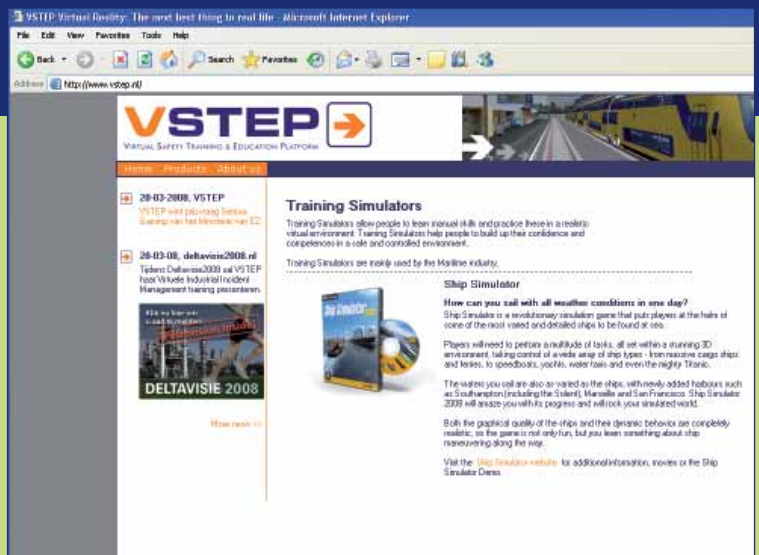 VSTEP Virtual Reality: The next best thing to real life - Microsoft Internet Explorer
File Edit View Favorites Tools Help
Back Search Favorites
Address http://www.vstep.nl/
VSTEP
VIRTUAL SAFETY TRAINING & EDUCATION PLATFORM
Home Products About us
28-03-2008, VSTEP
VSTEP wint prijsvraag Serious
Gaming van het Ministerie van EZ
28-03-08, deltavisie2008.nl
Tijdens Deltavisie2008 zal VSTEP
haar Virtuele Industrial Incident
Management training presenteren.
Klik nu hier om
u aan te melden
DELTAVISIE 2008
More news >>
Training Simulators
Training Simulators allow people to learn manual skills and practice these in a realistic
virtual environment. Training Simulators help people to build up their confidence and
competences in a safe and controlled environment.
Training Simulators are mainly used by the Maritime industry.
Ship Simulator
Ship Simulator
How can you sail with all weather conditions in one day?
Ship Simulator is a revolutionary simulation game that puts players at the helm of
some of the most varied and detailed ships to be found at sea.
Players will need to perform a multitude of tasks, all set within a stunning 3D
environment, taking control of a wide array of ship types - from massive cargo ships
and ferries, to speedboats, yachts, water taxis and even the mighty Titanic.
The waters you sail are also as varied as the ships, with newly added harbours such
as Southampton (including the Solent), Marseille and San Francisco. Ship Simulator
2008 will amaze you with its progress and will rock your simulated world.
Both the graphical quality of the ships and their dynamic behavior are completely
realistic, so the game is not only fun, but you learn something about ship
maneuvering along the way.
Visit the Ship Simulator website for additional information, movies or the Ship
Simulator Demo.